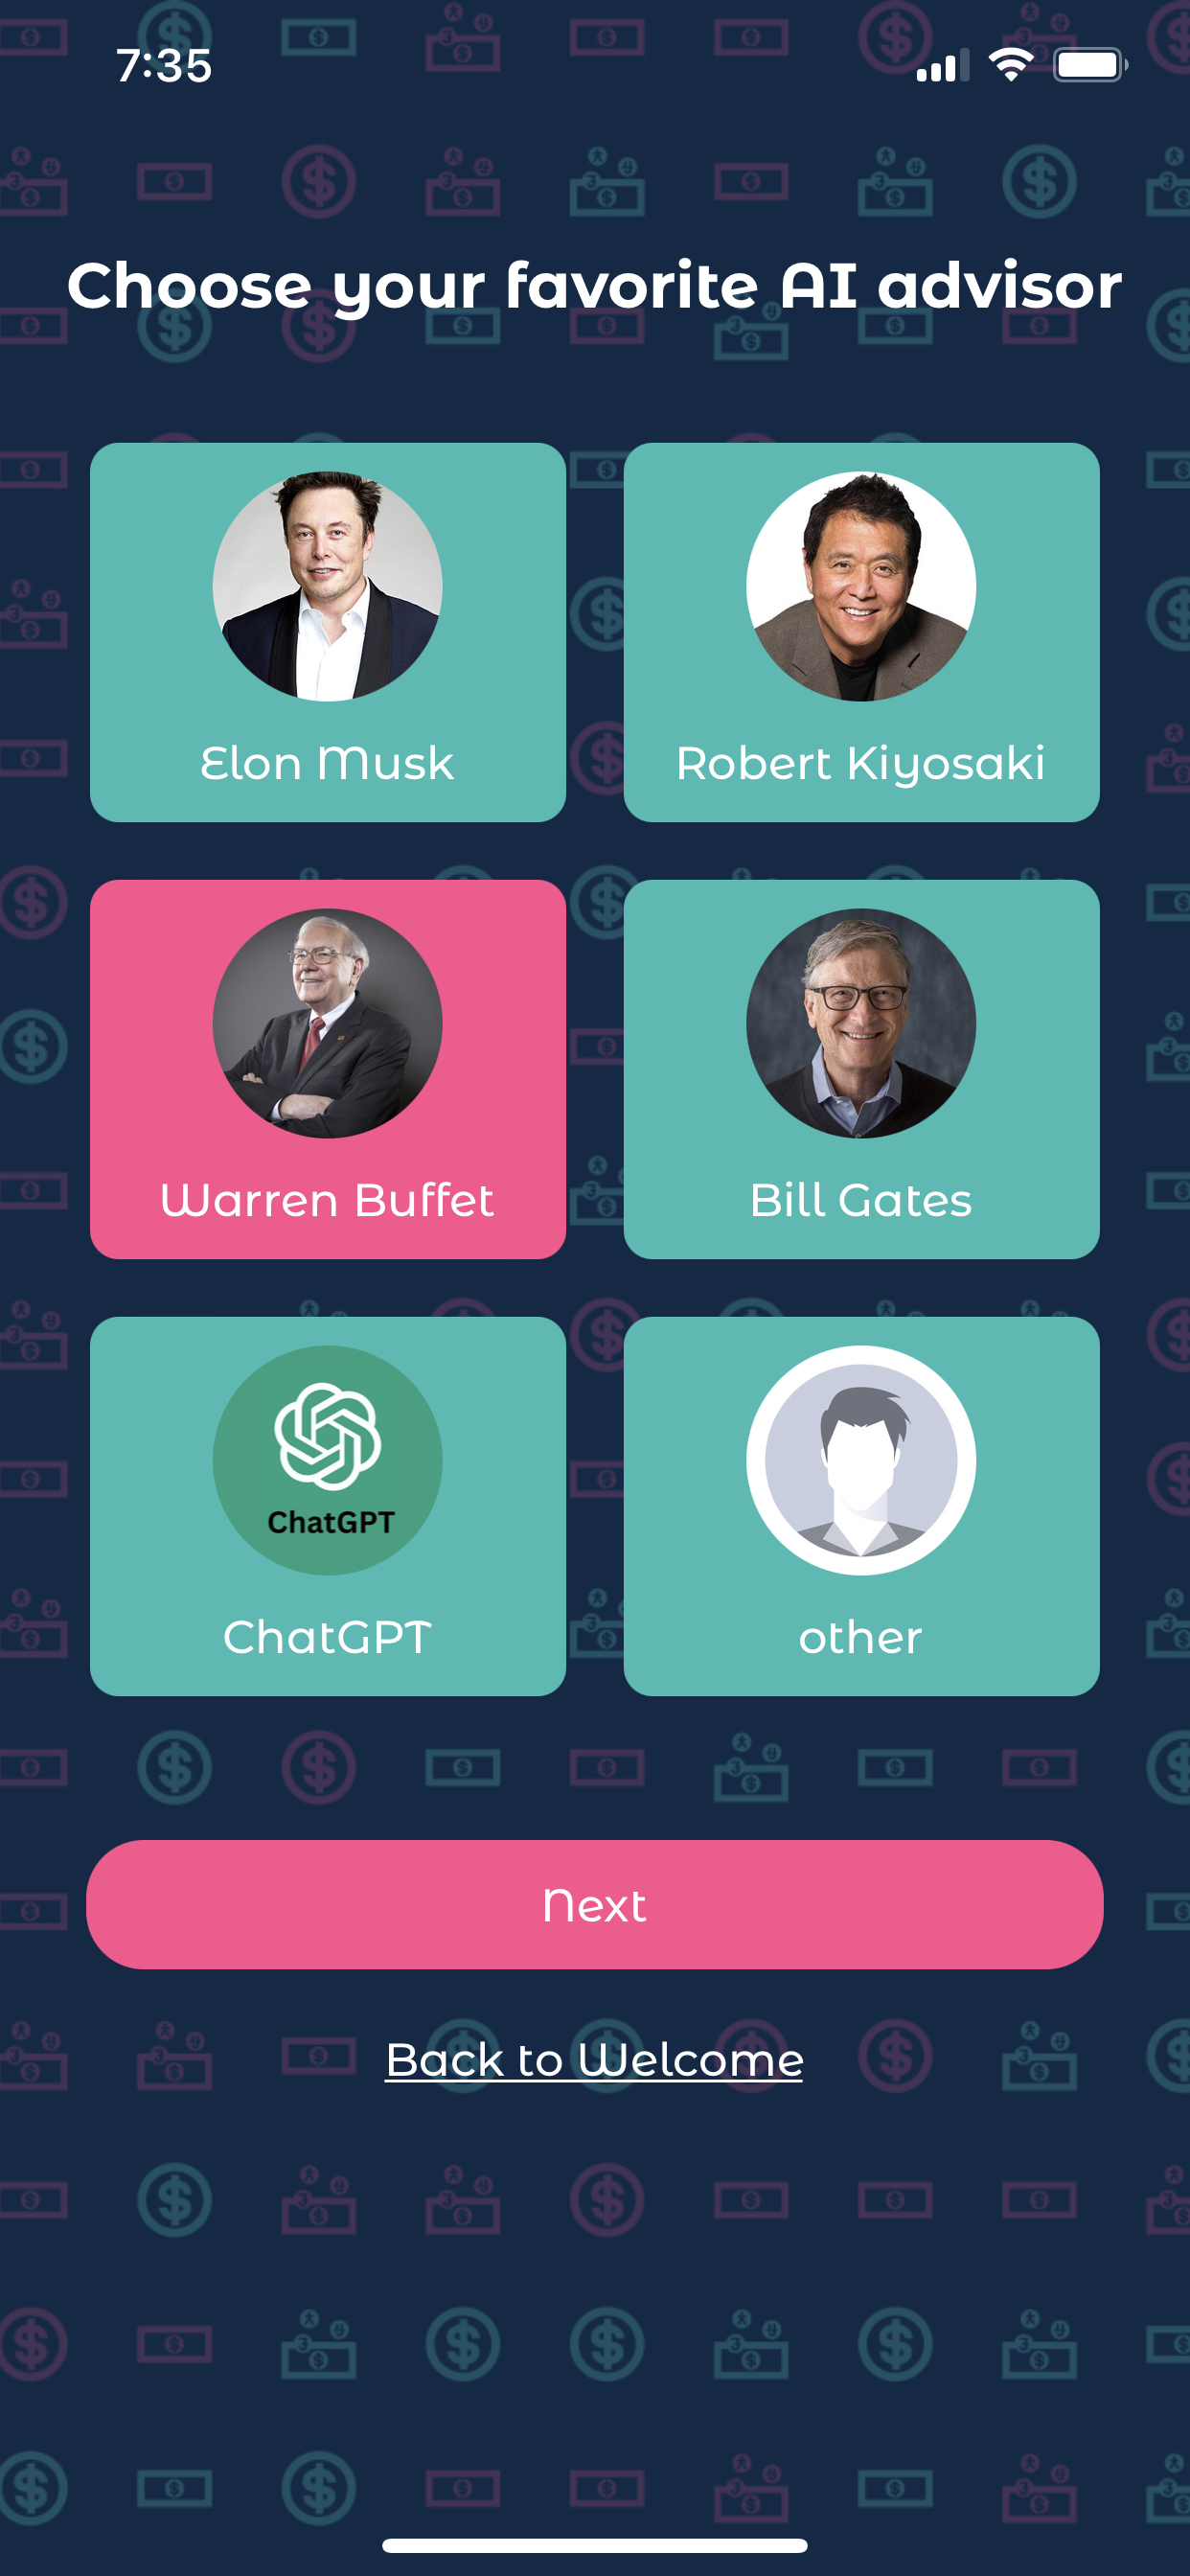 7:35
Choose your favorite AI advisor
Elon Musk
Robert Kiyosaki
Warren Buffet
Bill Gates
ChatGPT
ChatGPT
other
Next
Back to Welcome